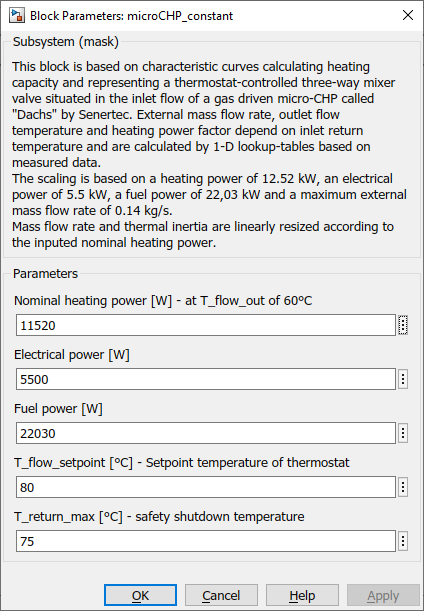 Block Parameters: microCHP_constant
Subsystem (mask)
This block is based on characteristic curves calculating heating
capacity and representing a thermostat-controlled three-way mixer
valve situated in the inlet flow of a gas driven micro-CHP called
"Dachs" by Senertec. External mass flow rate, outlet flow
temperature and heating power factor depend on inlet return
temperature and are calculated by 1-D lookup-tables based on
measured data.
The scaling is based on a heating power of 12.52 kW, an electrical
power of 5.5 kW, a fuel power of 22,03 kW and a maximum external
mass flow rate of 0.14 kg/s.
Mass flow rate and thermal inertia are linearly resized according to
the inputed nominal heating power.
Parameters
Nominal heating power [W] - at T_flow_out of 60ºC
11520
Electrical power [W]
5500
Fuel power [W]
22030
T_flow_setpoint [ºC] - Setpoint temperature of thermostat
80
T_return_max [ºC] - safety shutdown temperature
75
OK Cancel Help Apply